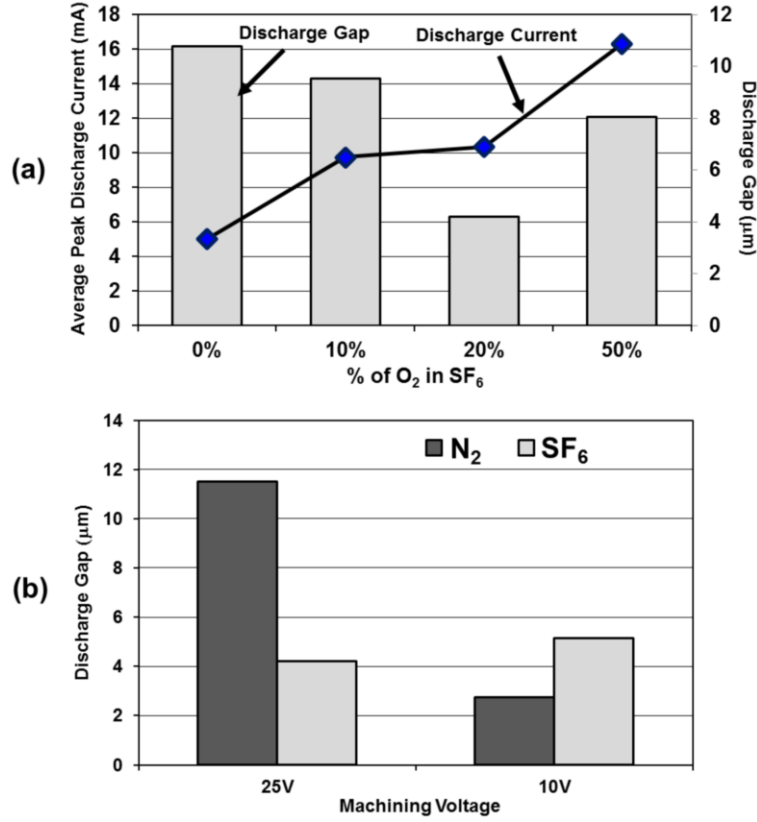 (a)
Average Peak Discharge Current (mA)
18
16
14
12
10
8
6
4
2
0
Discharge Gap
Discharge Current
12
10
8
6
4
2
0
Discharge Gap (μm)
0% 10% 20% 50%
% of O2 in SF6
(b)
Discharge Gap (μm)
14
12
10
8
6
4
2
0
N2 SF6
25V 10V
Machining Voltage